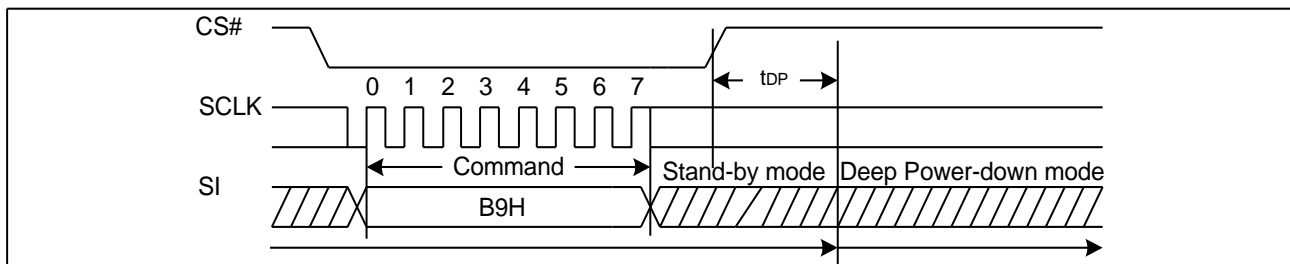 CS#
tDP
0 1 2 3 4 5 6 7
SCLK
Command
Stand-by mode Deep Power-down mode
SI
B9H